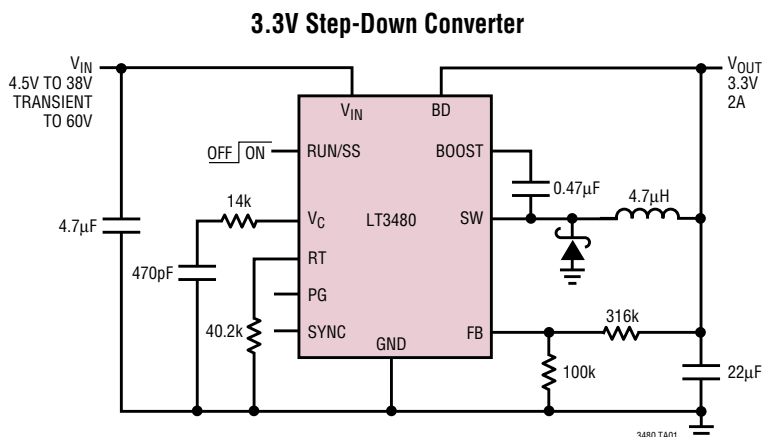 3.3V Step-Down Converter
VIN
4.5V TO 38V
TRANSIENT
TO 60V
VOUT
3.3V
2A
VIN
BD
OFF ON
RUN/SS
BOOST
0.47µF
4.7µH
14k
VC
LT3480
SW
4.7µF
470pF
RT
PG
40.2k
SYNC
GND
FB
316k
100k
22µF
3480 TA01